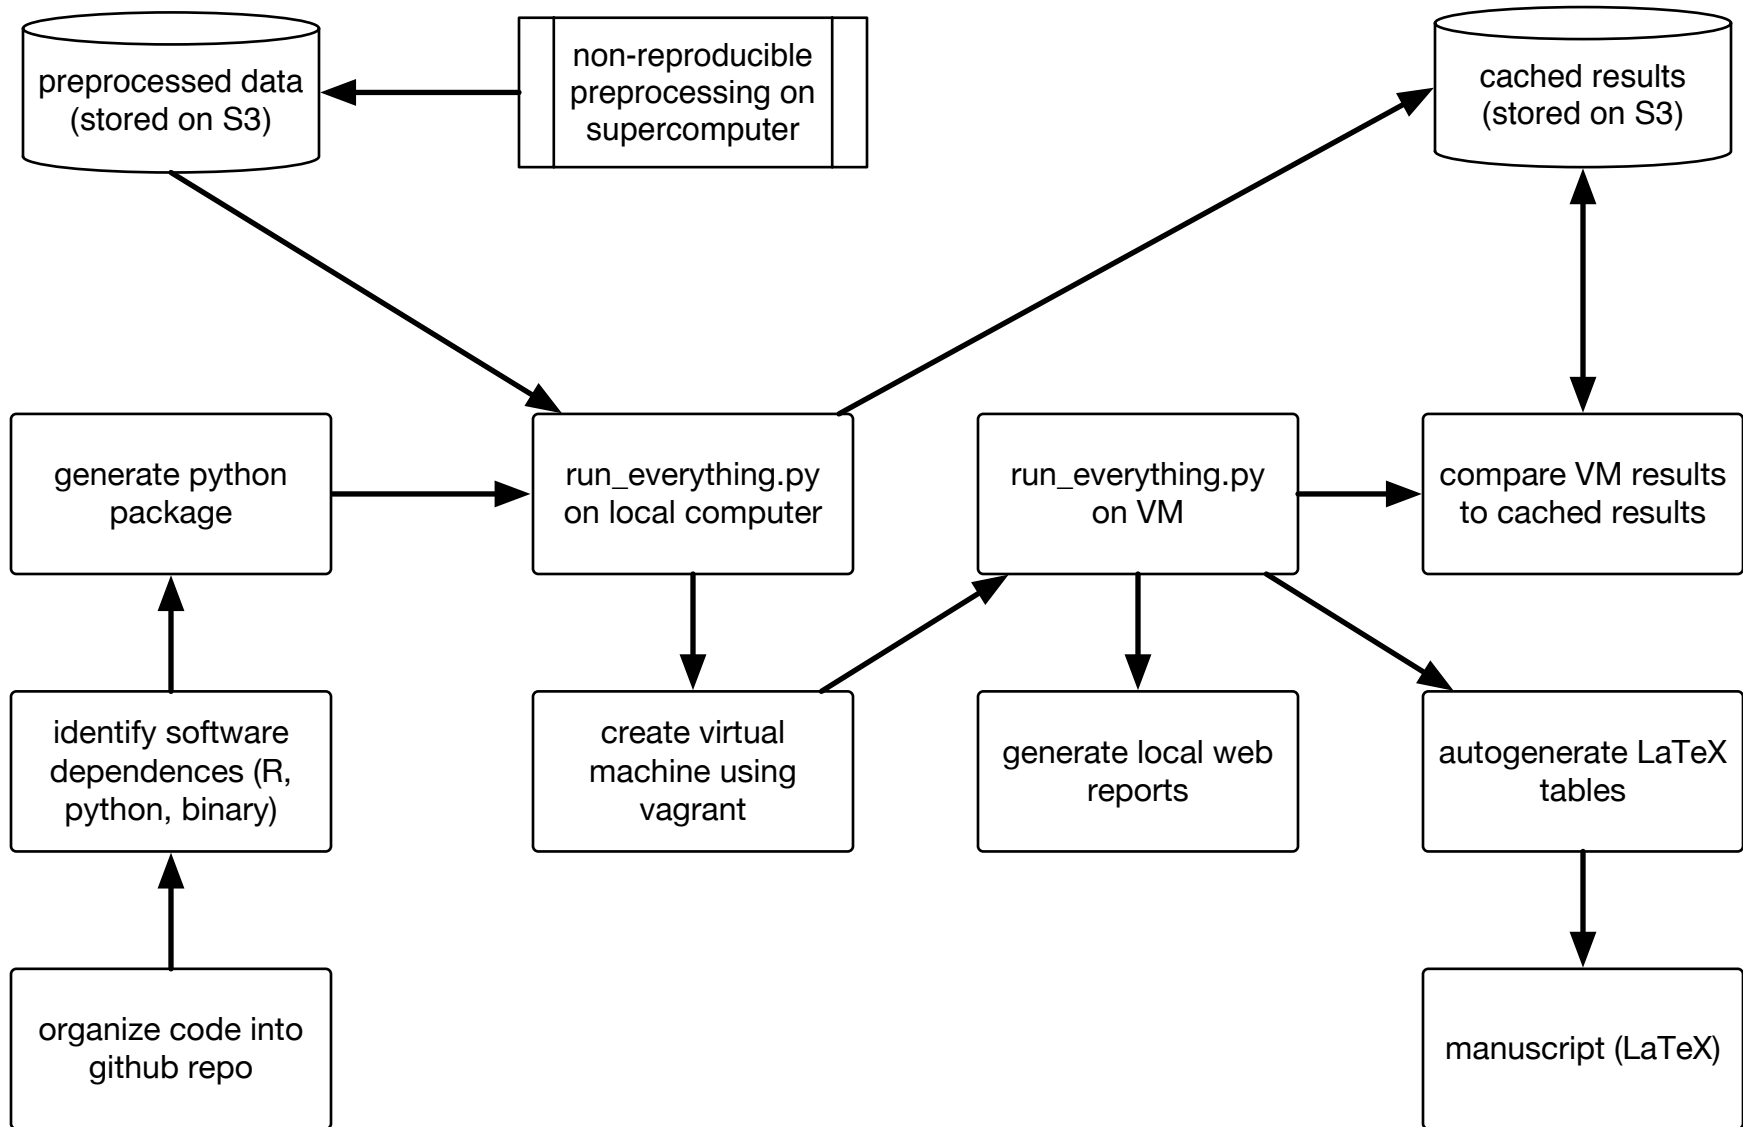 preprocessed data
(stored on S3)
non-reproducible
preprocessing on
supercomputer
cached results
(stored on S3)
generate python
package
run_everything.py
on local computer
run_everything.py
on VM
compare VM results
to cached results
identify software
dependences (R,
python, binary)
create virtual
machine using
vagrant
generate local web
reports
autogenerate LaTeX
tables
organize code into
github repo
manuscript (LaTeX)